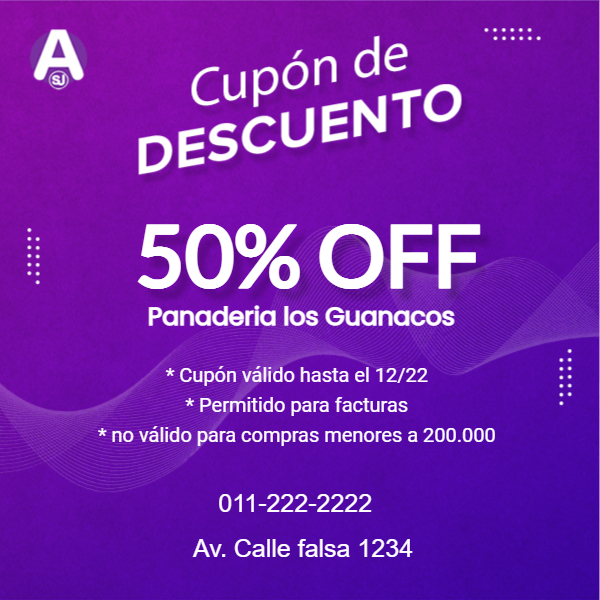 A
SJ
Cupón de
DESCUENTO
50% OFF
Panaderia los Guanacos
* Cupón válido hasta el 12/22
* Permitido para facturas
* no válido para compras menores a 200.000
011-222-2222
Av. Calle falsa 1234